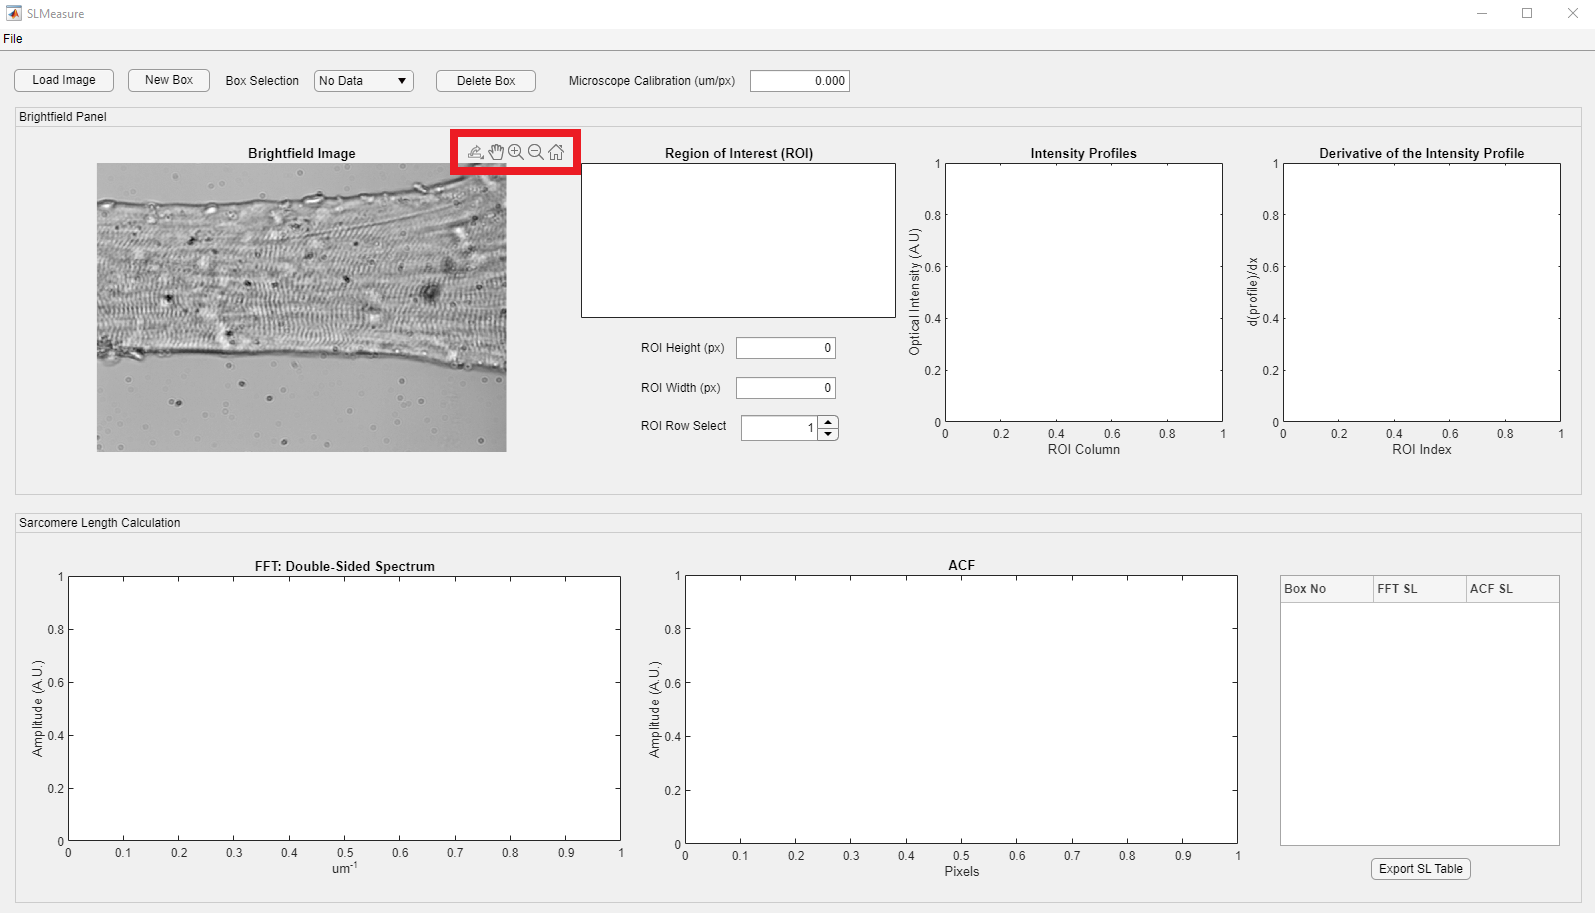 SLMeasure
File
Load Image
New Box
Box Selection
No Data
Delete Box
Microscope Calibration (um/px)
0.000
Brightfield Panel
Brightfield Image
Region of Interest (ROI)
ROI Height (px)
0
ROI Width (px)
0
ROI Row Select
1
Intensity Profiles
Optical Intensity (A.U)
1
0.8
0.6
0.4
0.2
0
0 0.2 0.4 0.6 0.8 1
ROI Column
Derivative of the Intensity Profile
d(profile)/dx
1
0.8
0.6
0.4
0.2
0
0 0.2 0.4 0.6 0.8 1
ROI Index
Sarcomere Length Calculation
FFT: Double-Sided Spectrum
Amplitude (A.U.)
1
0.8
0.6
0.4
0.2
0
0 0.1 0.2 0.3 0.4 0.5 0.6 0.7 0.8 0.9 1
um⁻¹
ACF
Amplitude (A.U.)
1
0.8
0.6
0.4
0.2
0
0 0.1 0.2 0.3 0.4 0.5 0.6 0.7 0.8 0.9 1
Pixels
Box No FFT SL ACF SL
Export SL Table